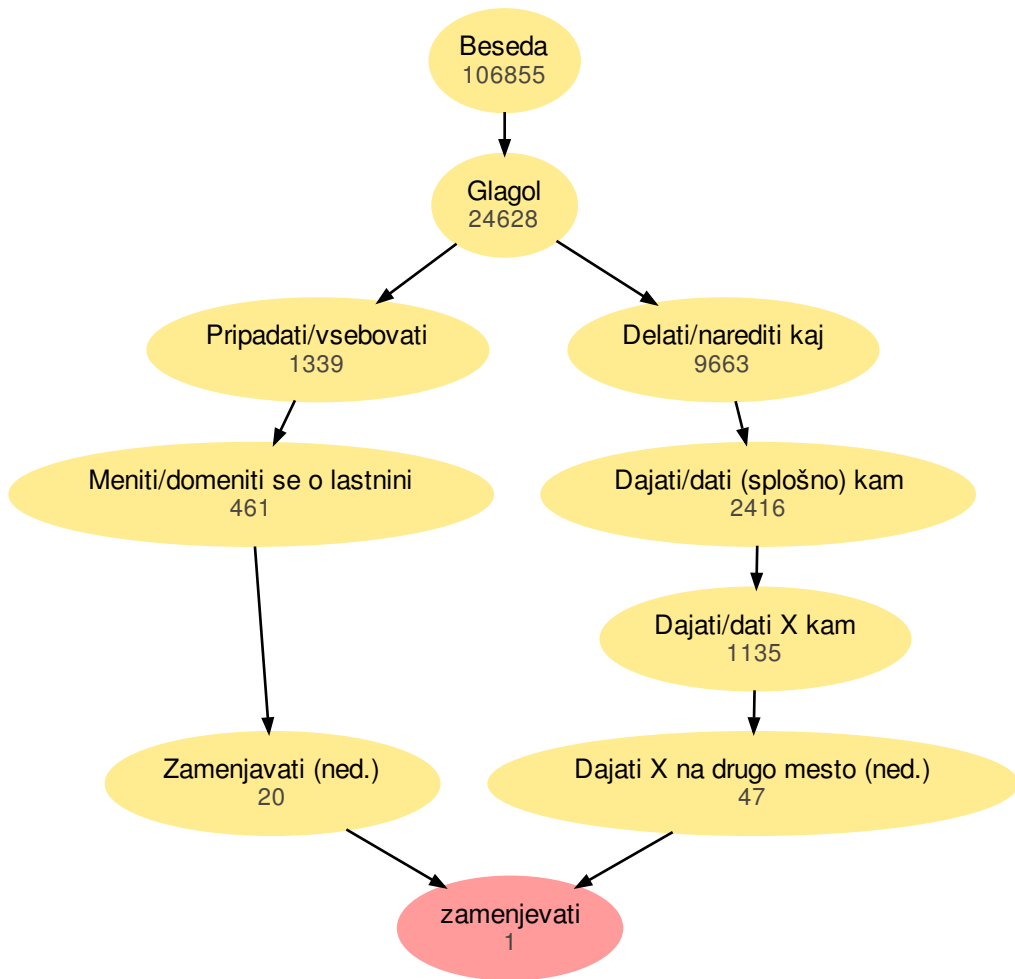 Beseda
106855
Glagol
24628
Pripadati/vsebovati
1339
Delati/narediti kaj
9663
Meniti/domeniti se o lastnini
461
Dajati/dati (splošno) kam
2416
Dajati/dati X kam
1135
Zamenjavati (ned.)
20
Dajati X na drugo mesto (ned.)
47
zamenjevati
1